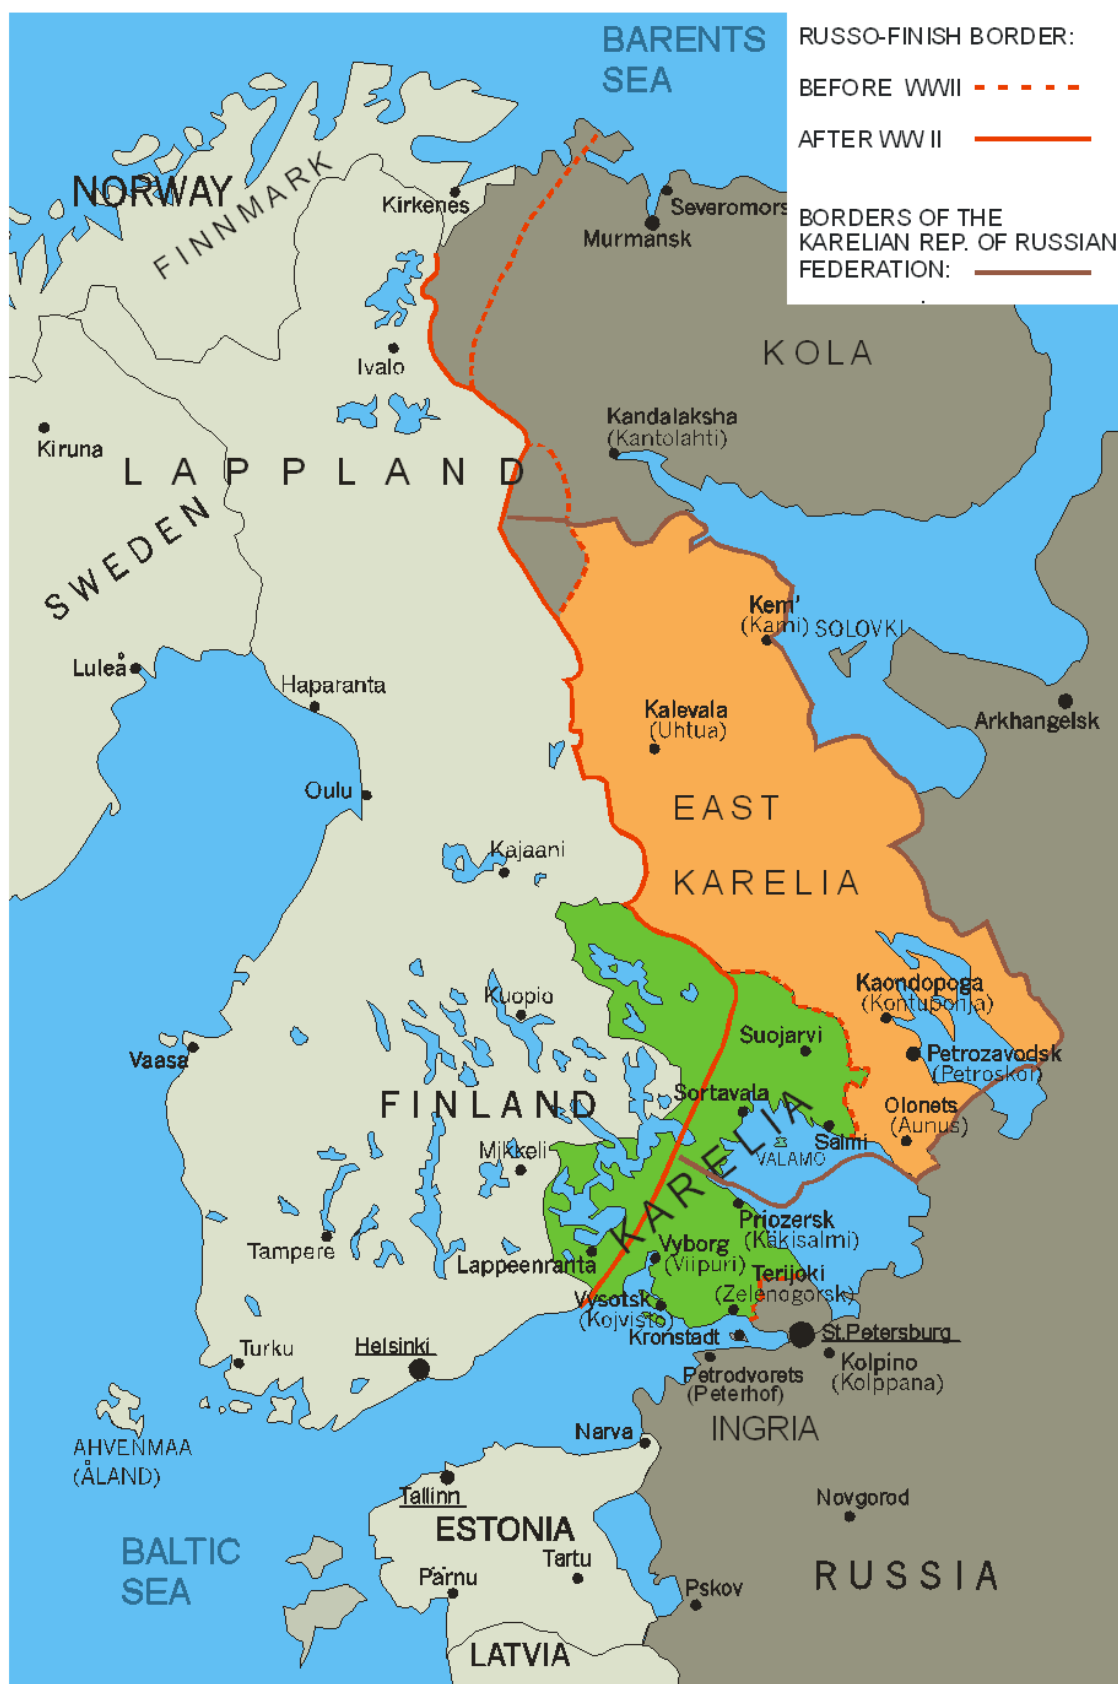 BARENTS
SEA
RUSSO-FINISH BORDER:
BEFORE WWII
AFTER WW II
BORDERS OF THE
KARELIAN REP. OF RUSSIAN
FEDERATION:
NORWAY
FINNMARK
Kirkenes
Severomors
Murmansk
KOLA
Ivalo
Kandalaksha
(Kantolahti)
Kiruna
LAPPLAND
SWEDEN
Kem'
(Kami)
SOLOVKI
Luleå
Haparanta
Kalevala
(Uhtua)
Arkhangelsk
Oulu
EAST
KARELIA
Kajaani
Kaondopoga
(Kontupohja)
Kuopio
Suojarvi
Vaasa
Petrozavodsk
(Petroskoi)
FINLAND
Sortavala
Olonets
(Aunus)
Salmi
KARELIA
Mikkeli
VALAMO
Priozersk
(Käkisalmi)
Tampere
Vyborg
(Viipuri)
Lappeenranta
Terijoki
(Zelenogorsk)
Vysotsk
(Kojvisto)
Kronstadt
St.Petersburg
Turku
Helsinki
Kolpino
(Kolppana)
Petrodvorets
(Peterhof)
INGRIA
Narva
AHVENMAA
(ÅLAND)
Tallinn
Novgorod
ESTONIA
BALTIC
SEA
Tartu
Pärnu
Pskov
RUSSIA
LATVIA